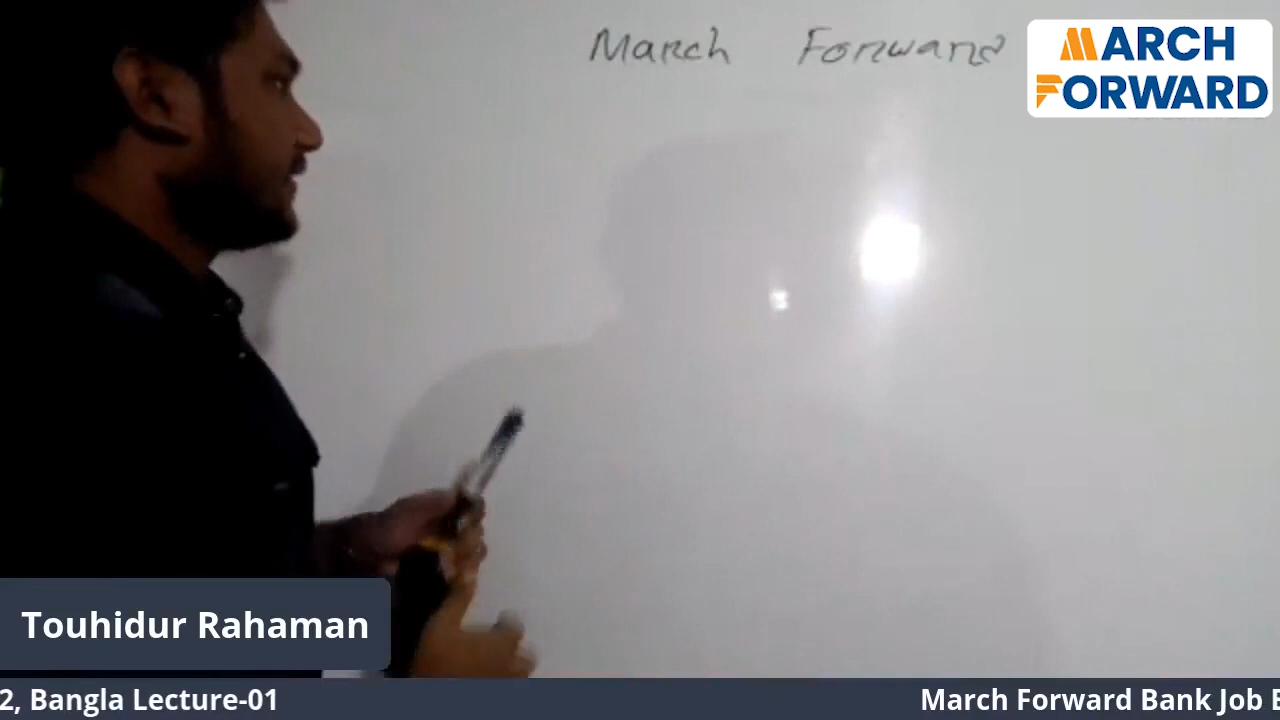 March Forward
MARCH
FORWARD
Touhidur Rahaman
2, Bangla Lecture-01
March Forward Bank Job